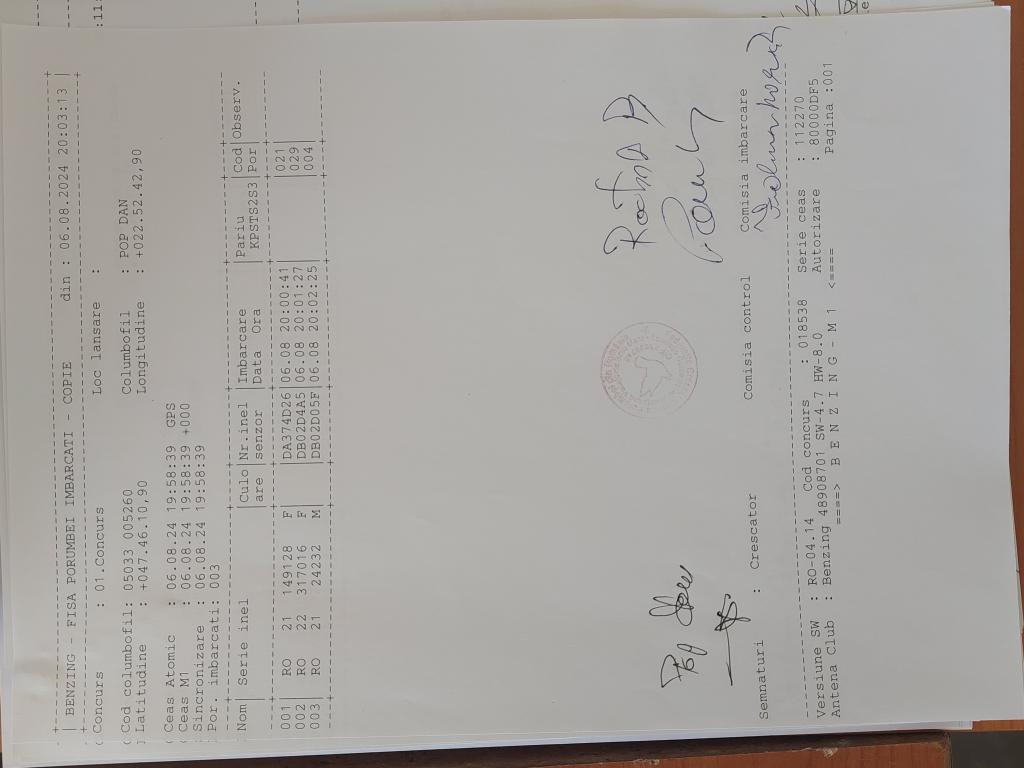 | BENZING - FISA PORUMBEI IMBARCATI - COPIE din : 06.08.2024 20:03:13 |
Concurs : 01.Concurs Loc lansare :
Cod columbofil: 05033 005260 Columbofil : POP DAN
Latitudine : +047.46.10,90 Longitudine : +022.52.42,90
Ceas Atomic : 06.08.24 19:58:39 GPS
Ceas M1 : 06.08.24 19:58:39 +000
Sincronizare : 06.08.24 19:58:39
Por. imbarcati: 003
Nom | Serie inel |Culo|Nr.inel |Imbarcare |Pariu |Cod|Observ.
|are |senzor |Data Ora | KPSTS2S3|Por|
001 | RO 21 149128 F |DA374D26|06.08 20:00:41| |021|
002 | RO 22 317016 F |DB02D4A5|06.08 20:01:27| |029|
003 | RO 21 24232 M |DB02D05F|06.08 20:02:25| |004|
Pop Dan
Semnaturi : Crescator Comisia control Comisia imbarcare
Versiune SW : RO-04.14 Cod concurs : 018538 Serie ceas : 112270
Antena Club : Benzing 48908701 SW-4.7 HW-8.0 Autorizare : 80000DF5
====> B E N Z I N G - M 1 <==== Pagina :001